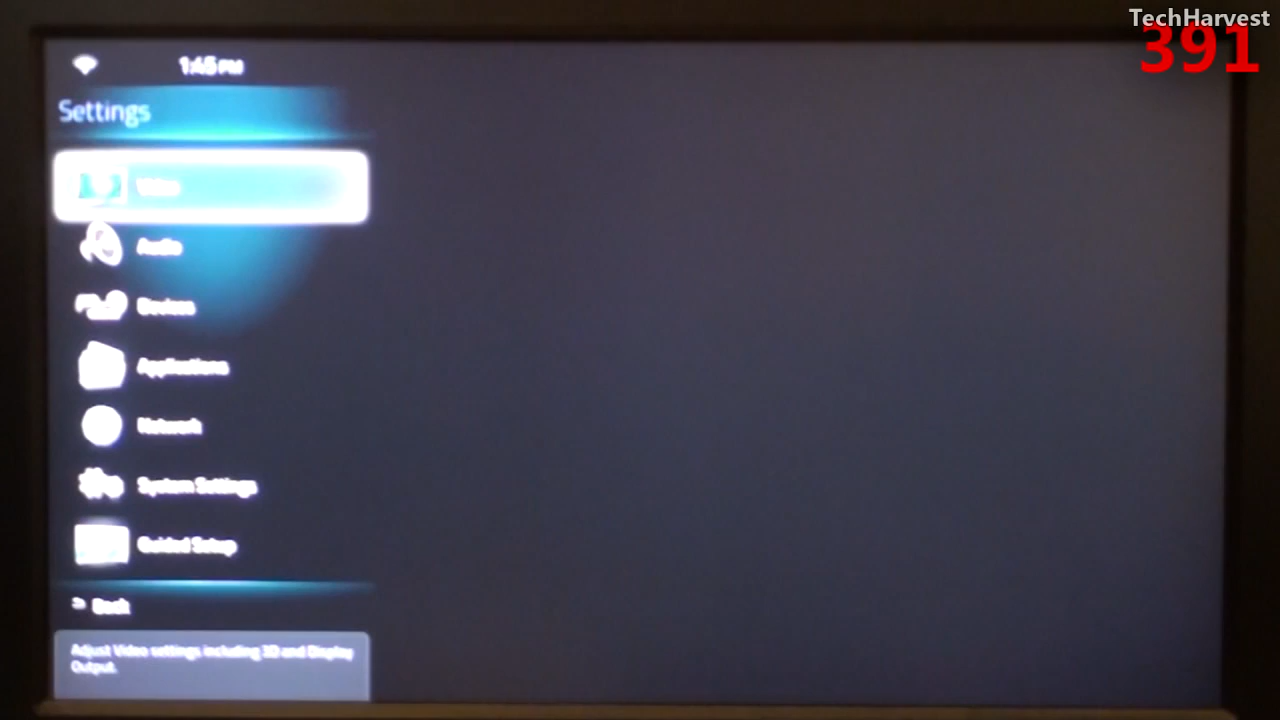 TechHarvest
391
1:45 PM
Settings
Video
Audio
Devices
Applications
Network
System Settings
Guided Setup
Back
Adjust Video settings including 3D and Display
Output.